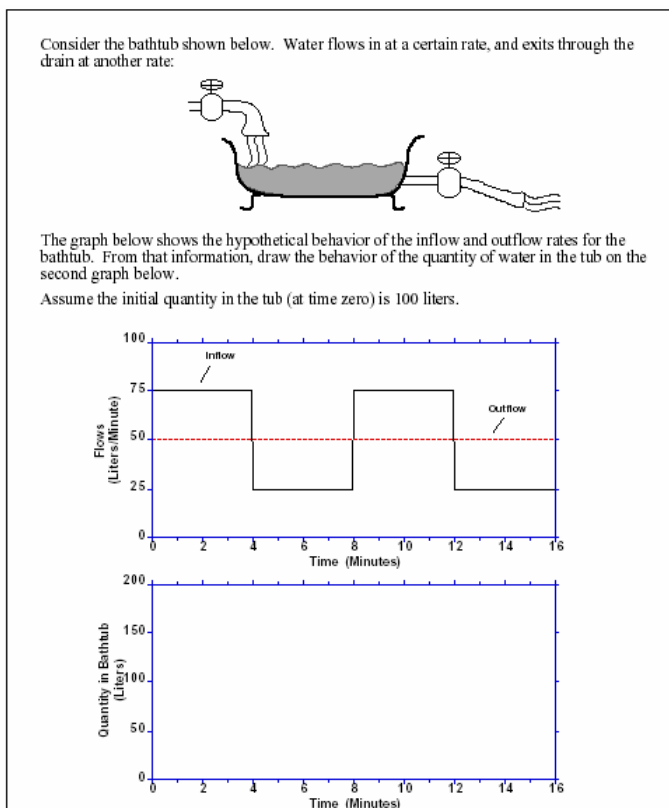 Consider the bathtub shown below. Water flows in at a certain rate, and exits through the
drain at another rate:
The graph below shows the hypothetical behavior of the inflow and outflow rates for the
bathtub. From that information, draw the behavior of the quantity of water in the tub on the
second graph below.
Assume the initial quantity in the tub (at time zero) is 100 liters.
100
75
50
25
0
Flows
(Liters/Minute)
Inflow
Outflow
0 2 4 6 8 10 12 14 16
Time (Minutes)
200
150
100
50
0
Quantity in Bathtub
(Liters)
0 2 4 6 8 10 12 14 16
Time (Minutes)